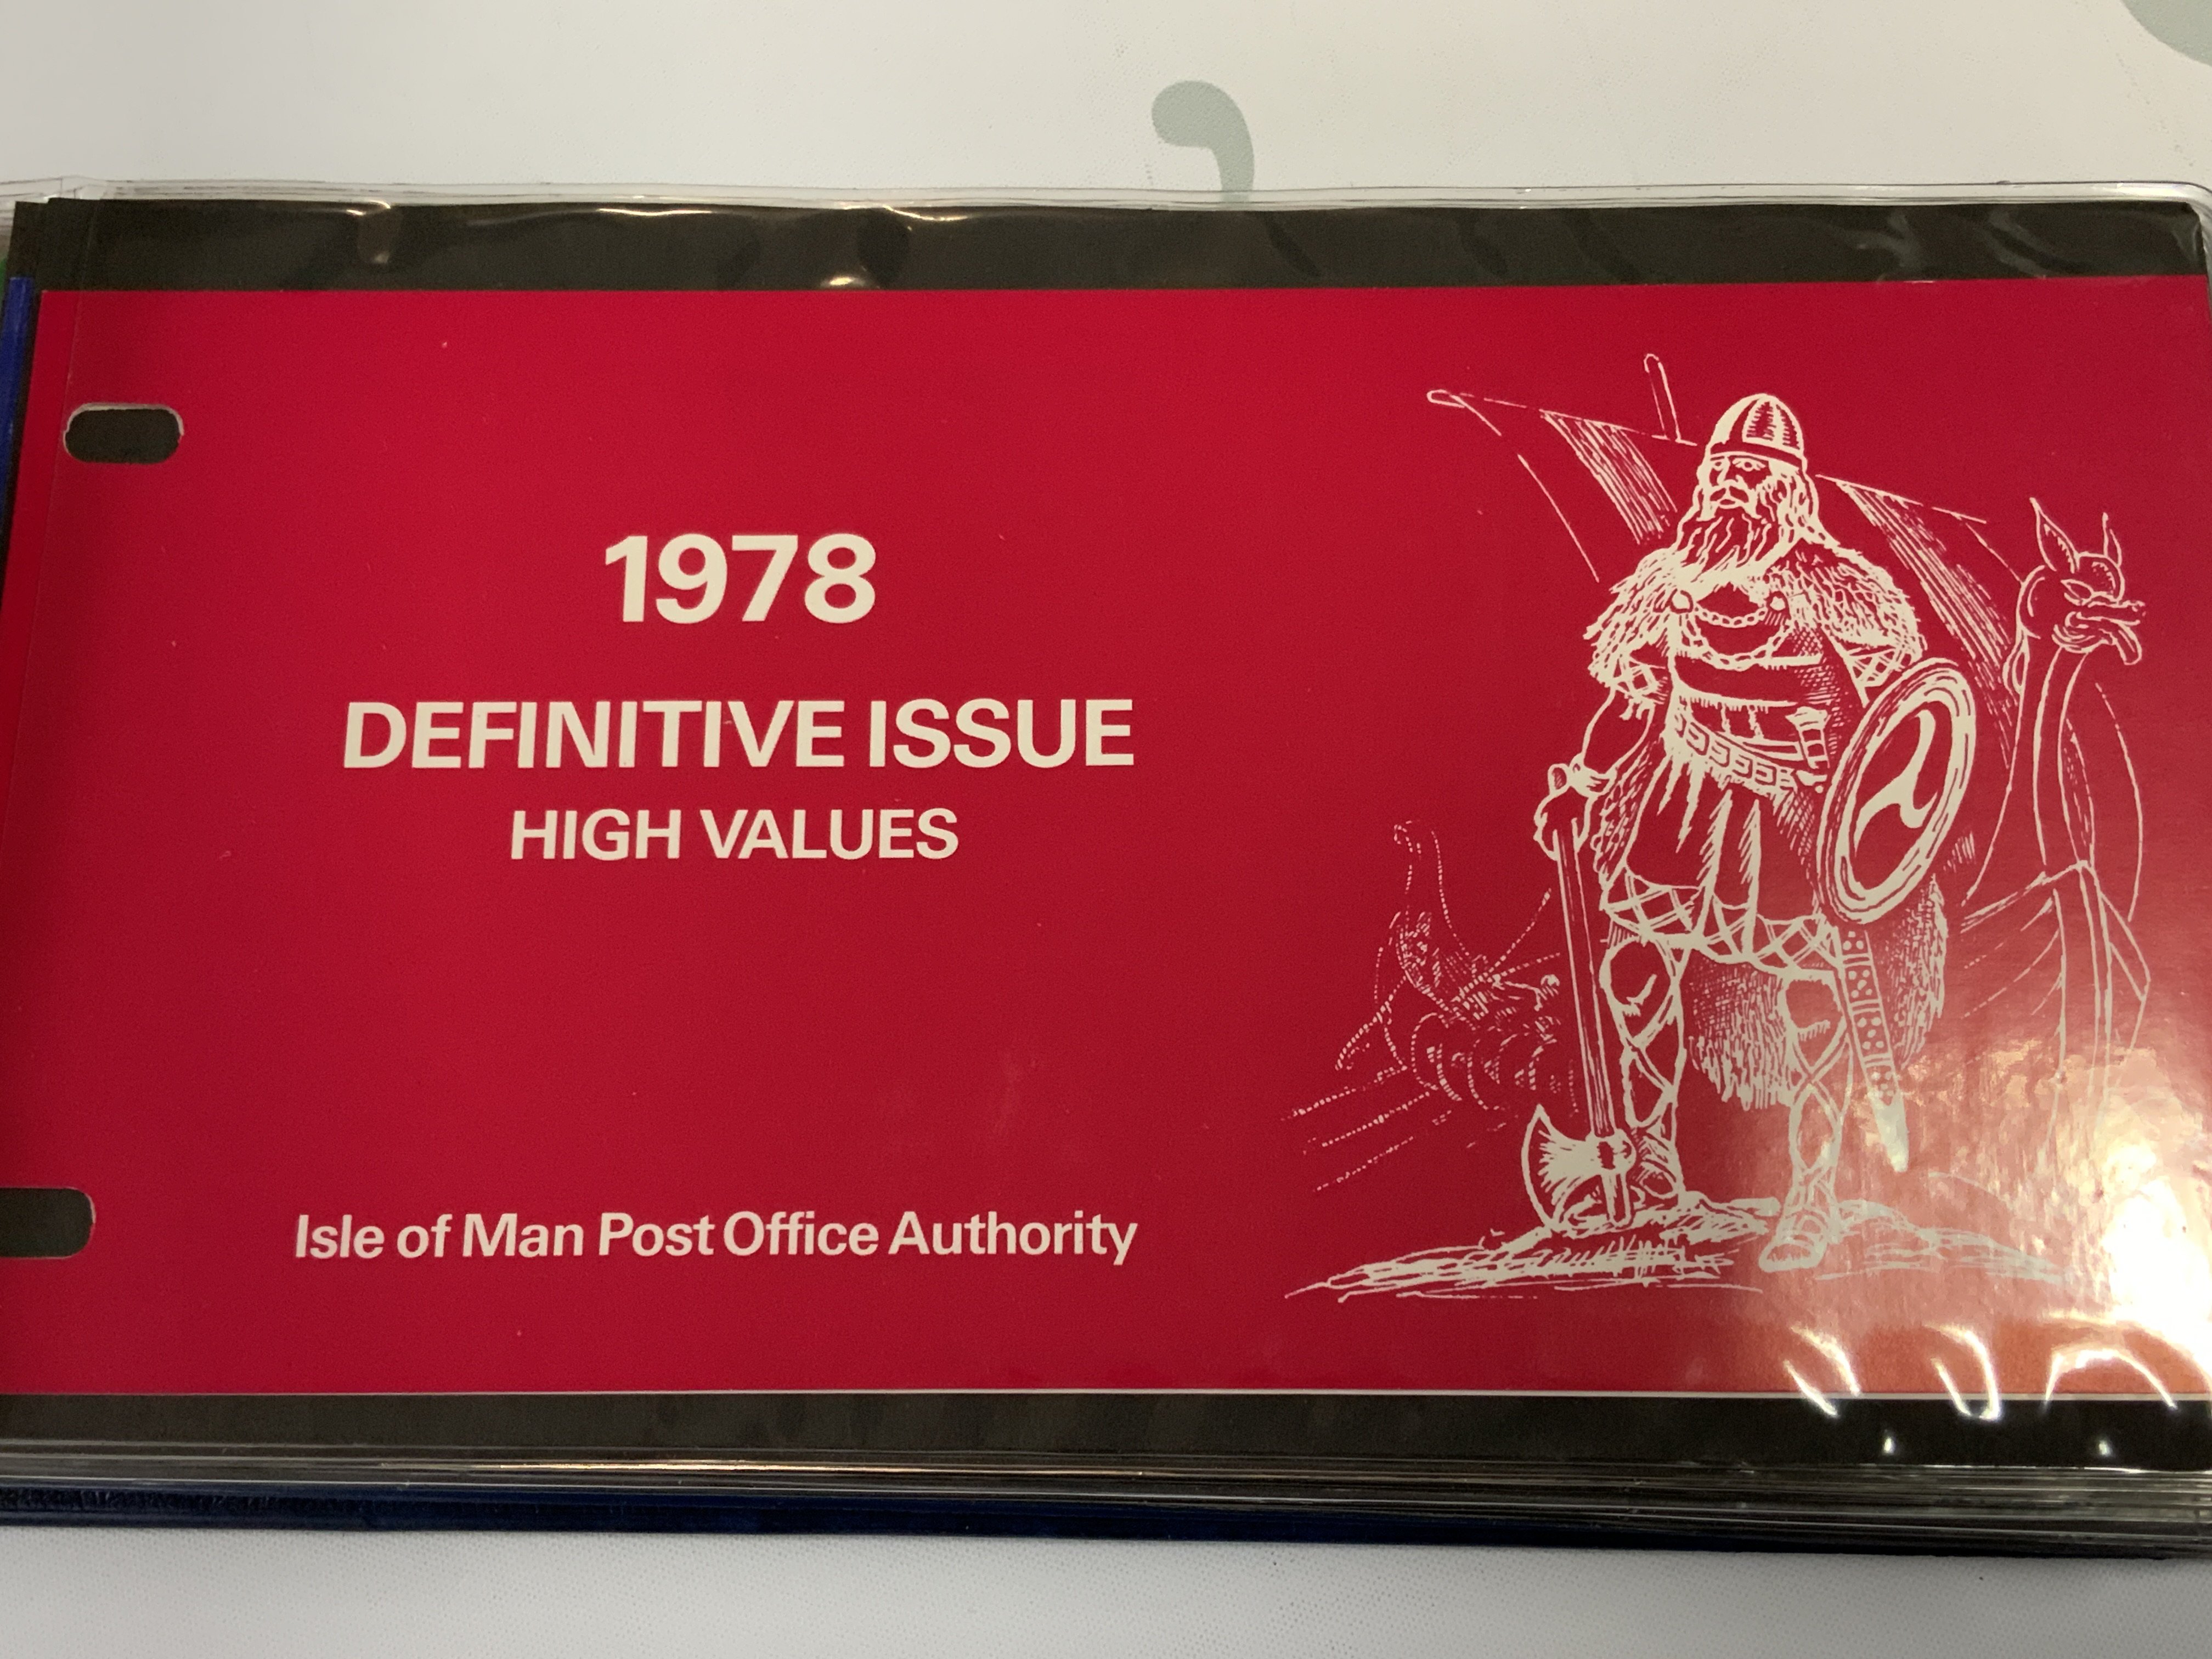 1978
DEFINITIVE ISSUE
HIGH VALUES
Isle of Man Post Office Authority